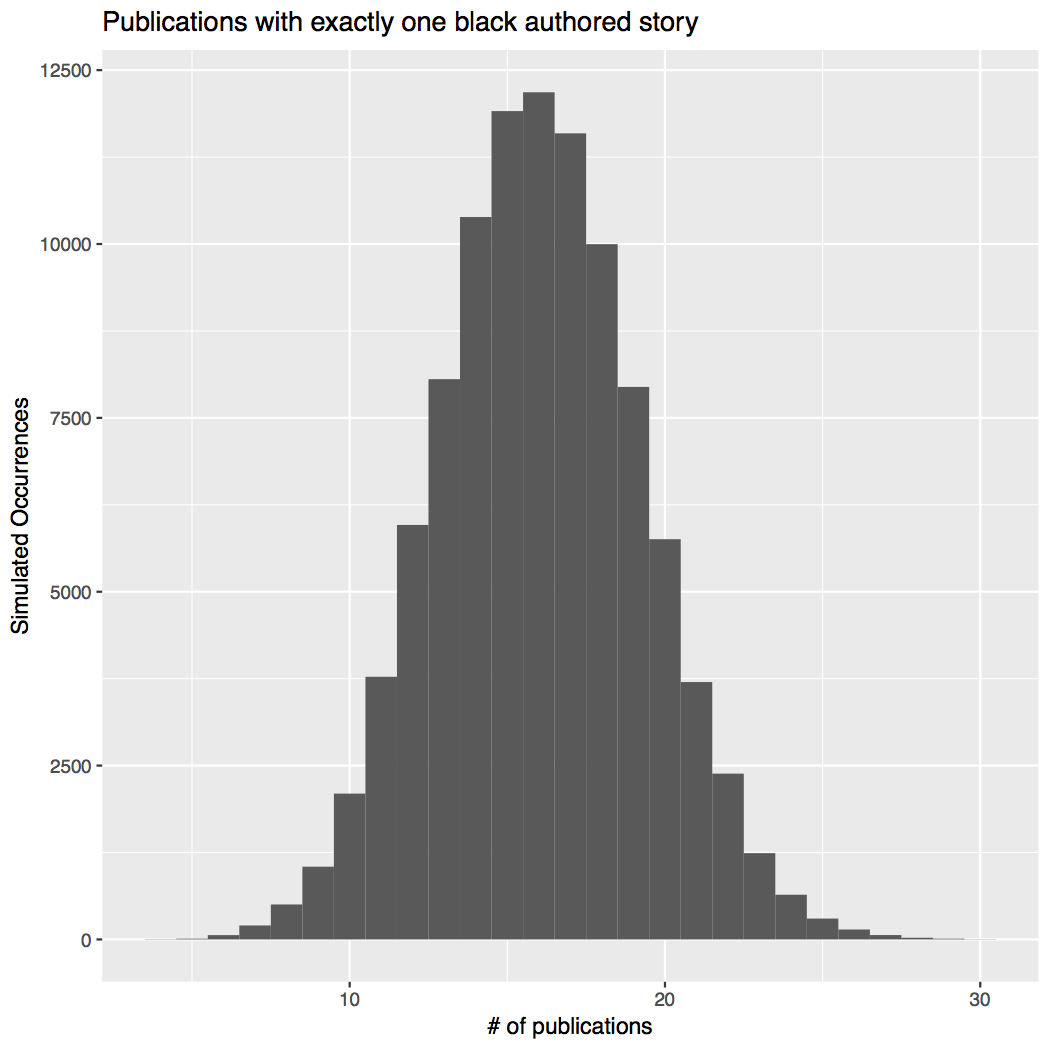 Publications with exactly one black authored story
12500
10000
7500
5000
2500
0
Simulated Occurrences
10 20 30
# of publications